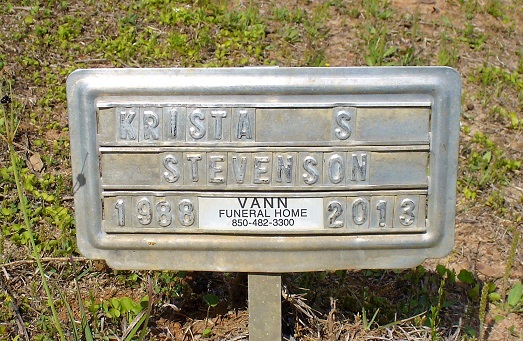 KRISTA S
STEVENSON
1988 2013
VANN
FUNERAL HOME
850-482-3300